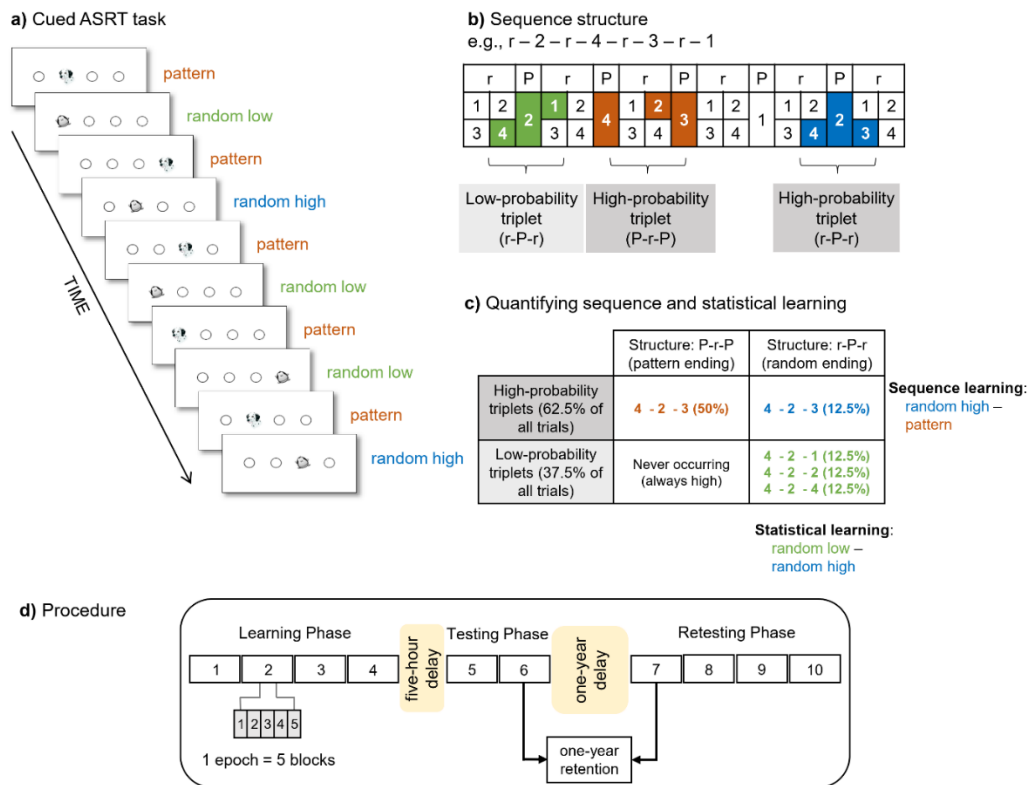 a) Cued ASRT task
pattern
random low
pattern
random high
pattern
random low
pattern
random low
pattern
random high
TIME
b) Sequence structure
e.g., r – 2 – r – 4 – r – 3 – r – 1
r P r P r P r P r P r
1 2 2 1 2 4 1 2 3 1 2 1 1 2 2 1 2
3 4 3 4 3 4 3 4 3 4 3 4
Low-probability
triplet
(r-P-r)
High-probability
triplet
(P-r-P)
High-probability
triplet
(r-P-r)
c) Quantifying sequence and statistical learning
Structure: P-r-P
(pattern ending)
Structure: r-P-r
(random ending)
High-probability
triplets (62.5% of
all trials)
4 - 2 - 3 (50%)
4 - 2 - 3 (12.5%)
Low-probability
triplets (37.5% of
all trials)
Never occurring
(always high)
4 - 2 - 1 (12.5%)
4 - 2 - 2 (12.5%)
4 - 2 - 4 (12.5%)
Sequence learning:
random high –
pattern
Statistical learning:
random low –
random high
d) Procedure
Learning Phase
1 2 3 4
1 2 3 4 5
1 epoch = 5 blocks
five-hour
delay
Testing Phase
5 6
one-year
delay
Retesting Phase
7 8 9 10
one-year
retention